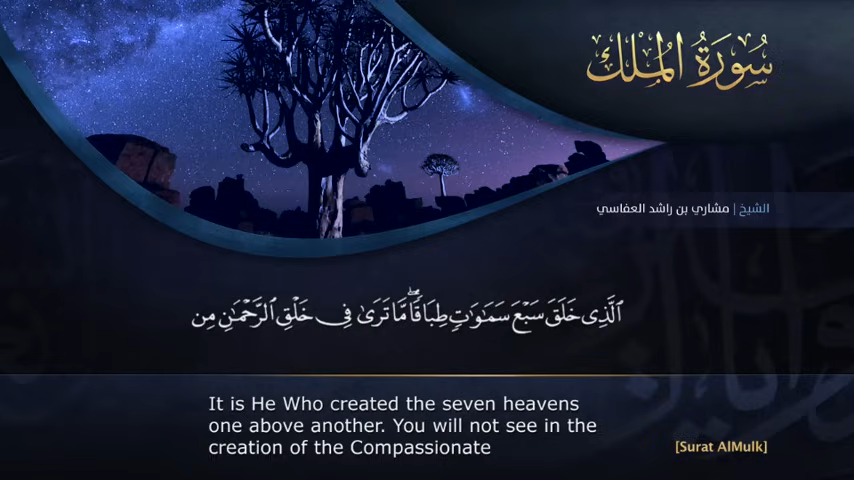 سُورَةُ المُلْك
الشيخ | مشاري بن راشد العفاسي
ٱلَّذِى خَلَقَ سَبْعَ سَمَٰوَٰتٍ طِبَاقًا ۖ مَّا تَرَىٰ فِى خَلْقِ ٱلرَّحْمَٰنِ مِن
It is He Who created the seven heavens
one above another. You will not see in the
creation of the Compassionate
[Surat AlMulk]